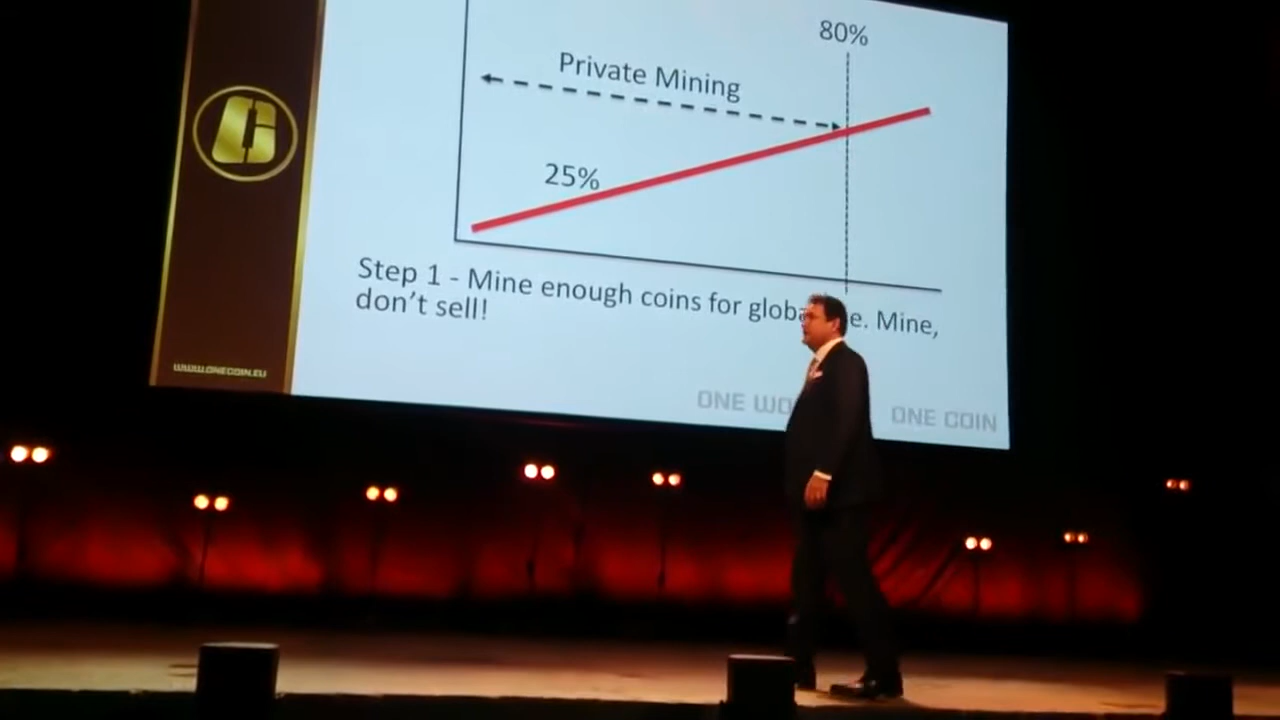 80%
Private Mining
25%
Step 1 - Mine enough coins for globa e. Mine,
don't sell!
WWW.ONECOIN.EU
ONE WO ONE COIN